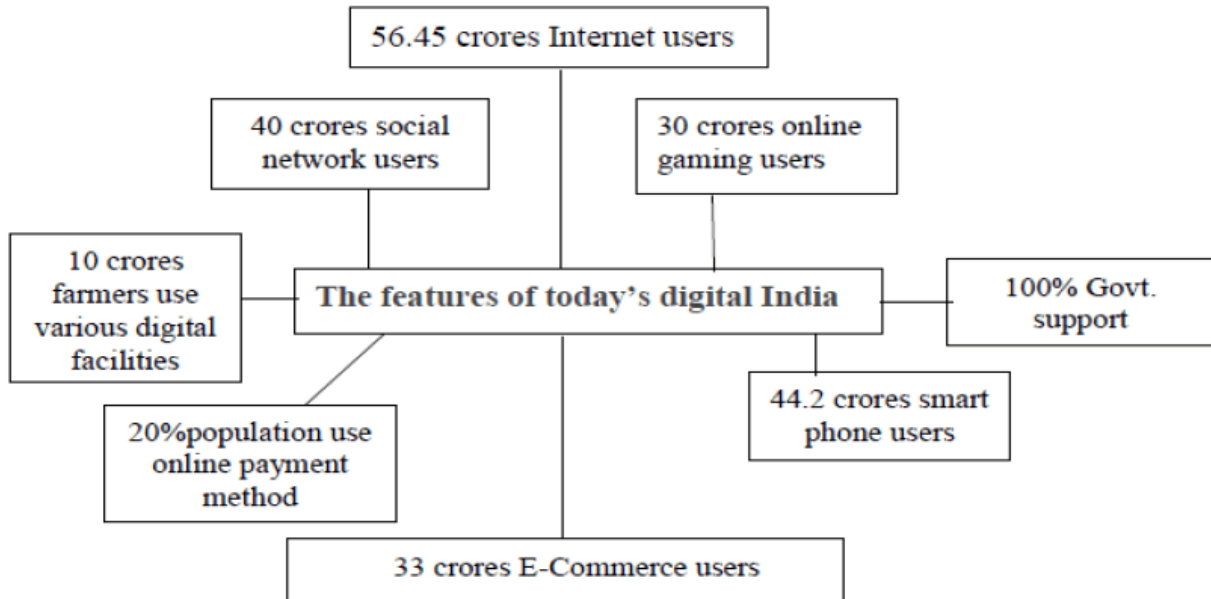 56.45 crores Internet users
40 crores social
network users
30 crores online
gaming users
10 crores
farmers use
various digital
facilities
The features of today’s digital India
100% Govt.
support
20%population use
online payment
method
44.2 crores smart
phone users
33 crores E-Commerce users